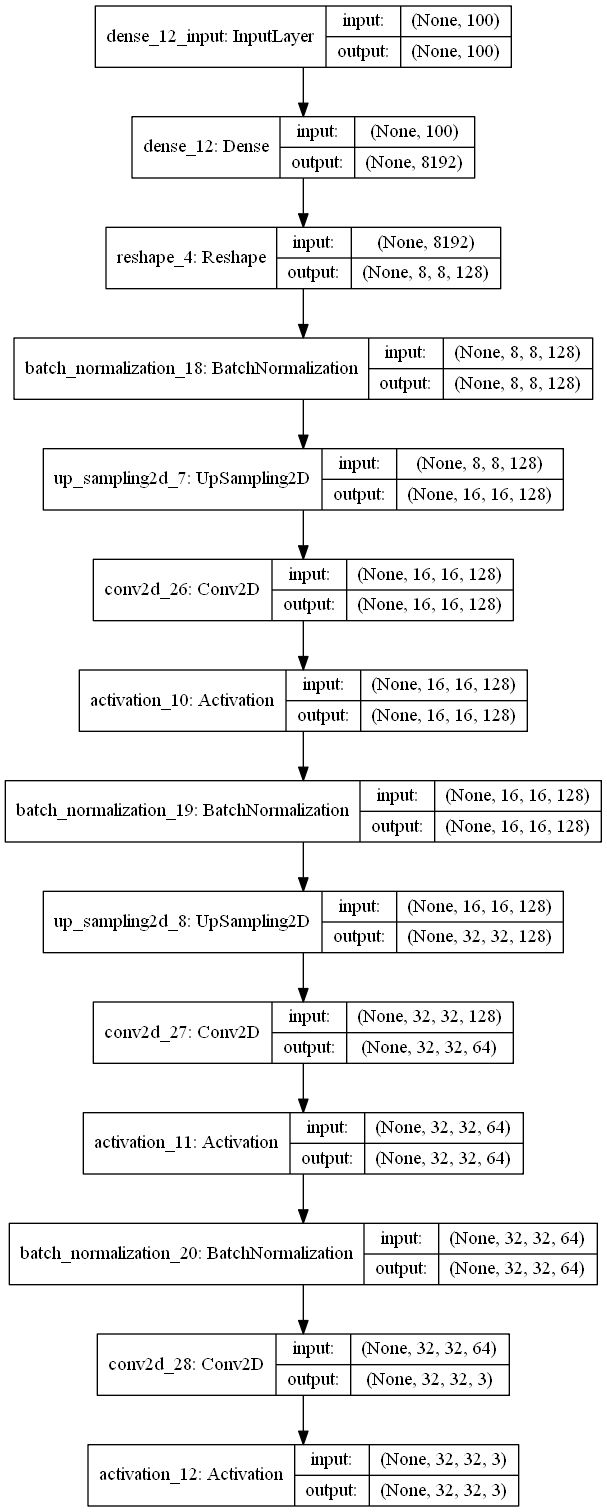 dense_12_input: InputLayer
input: (None, 100)
output: (None, 100)
dense_12: Dense
input: (None, 100)
output: (None, 8192)
reshape_4: Reshape
input: (None, 8192)
output: (None, 8, 8, 128)
batch_normalization_18: BatchNormalization
input: (None, 8, 8, 128)
output: (None, 8, 8, 128)
up_sampling2d_7: UpSampling2D
input: (None, 8, 8, 128)
output: (None, 16, 16, 128)
conv2d_26: Conv2D
input: (None, 16, 16, 128)
output: (None, 16, 16, 128)
activation_10: Activation
input: (None, 16, 16, 128)
output: (None, 16, 16, 128)
batch_normalization_19: BatchNormalization
input: (None, 16, 16, 128)
output: (None, 16, 16, 128)
up_sampling2d_8: UpSampling2D
input: (None, 16, 16, 128)
output: (None, 32, 32, 128)
conv2d_27: Conv2D
input: (None, 32, 32, 128)
output: (None, 32, 32, 64)
activation_11: Activation
input: (None, 32, 32, 64)
output: (None, 32, 32, 64)
batch_normalization_20: BatchNormalization
input: (None, 32, 32, 64)
output: (None, 32, 32, 64)
conv2d_28: Conv2D
input: (None, 32, 32, 64)
output: (None, 32, 32, 3)
activation_12: Activation
input: (None, 32, 32, 3)
output: (None, 32, 32, 3)